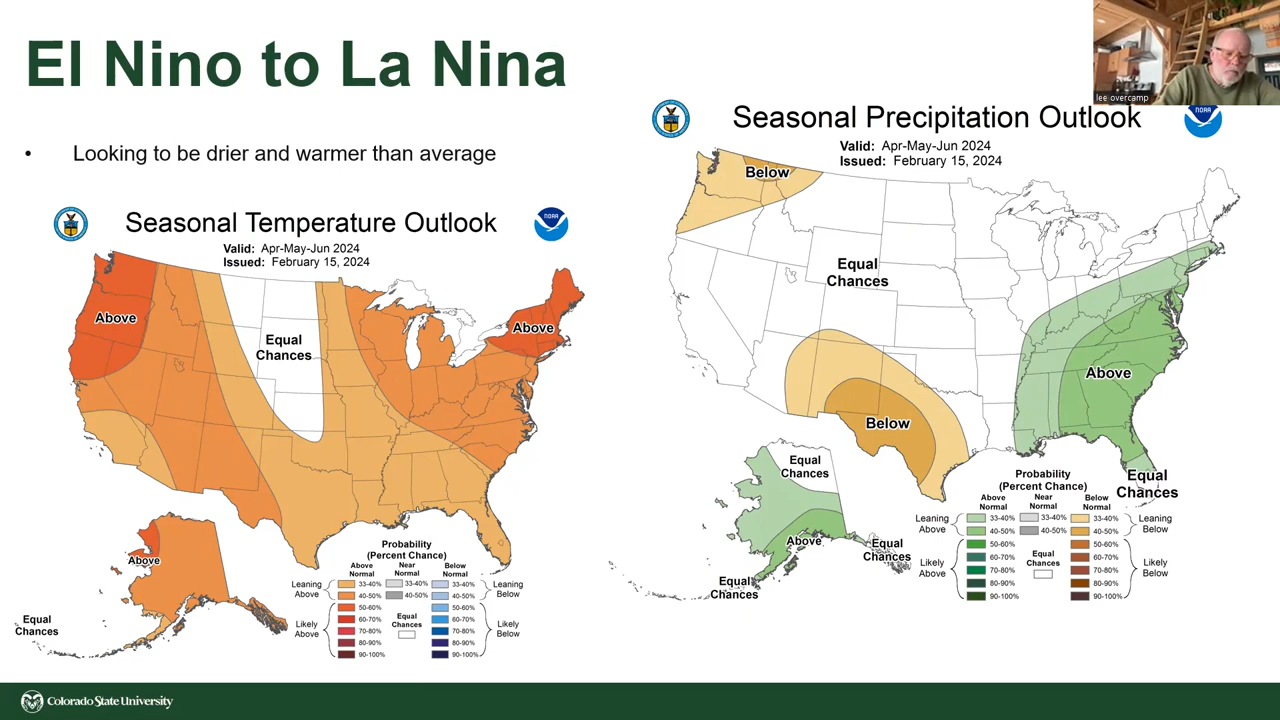 El Nino to La Nina
lee overcamp
• Looking to be drier and warmer than average
Seasonal Temperature Outlook
NOAA
Valid: Apr-May-Jun 2024
Issued: February 15, 2024
Above
Equal
Chances
Above
Above
Equal
Chances
Probability
(Percent Chance)
Above
Normal
Near
Normal
Below
Normal
Leaning
Above
33-40%
33-40%
33-40%
Leaning
Below
40-50%
40-50%
40-50%
Likely
Above
50-60%
50-60%
Likely
Below
60-70%
Equal
Chances
60-70%
70-80%
70-80%
80-90%
80-90%
90-100%
90-100%
Seasonal Precipitation Outlook
NOAA
Valid: Apr-May-Jun 2024
Issued: February 15, 2024
Below
Equal
Chances
Above
Below
Equal
Chances
Equal
Chances
Above
Equal
Chances
Equal
Chances
Probability
(Percent Chance)
Above
Normal
Near
Normal
Below
Normal
Leaning
Above
33-40%
33-40%
33-40%
Leaning
Below
40-50%
40-50%
40-50%
Likely
Above
50-60%
50-60%
Likely
Below
60-70%
Equal
Chances
60-70%
70-80%
70-80%
80-90%
80-90%
90-100%
90-100%
Colorado State University